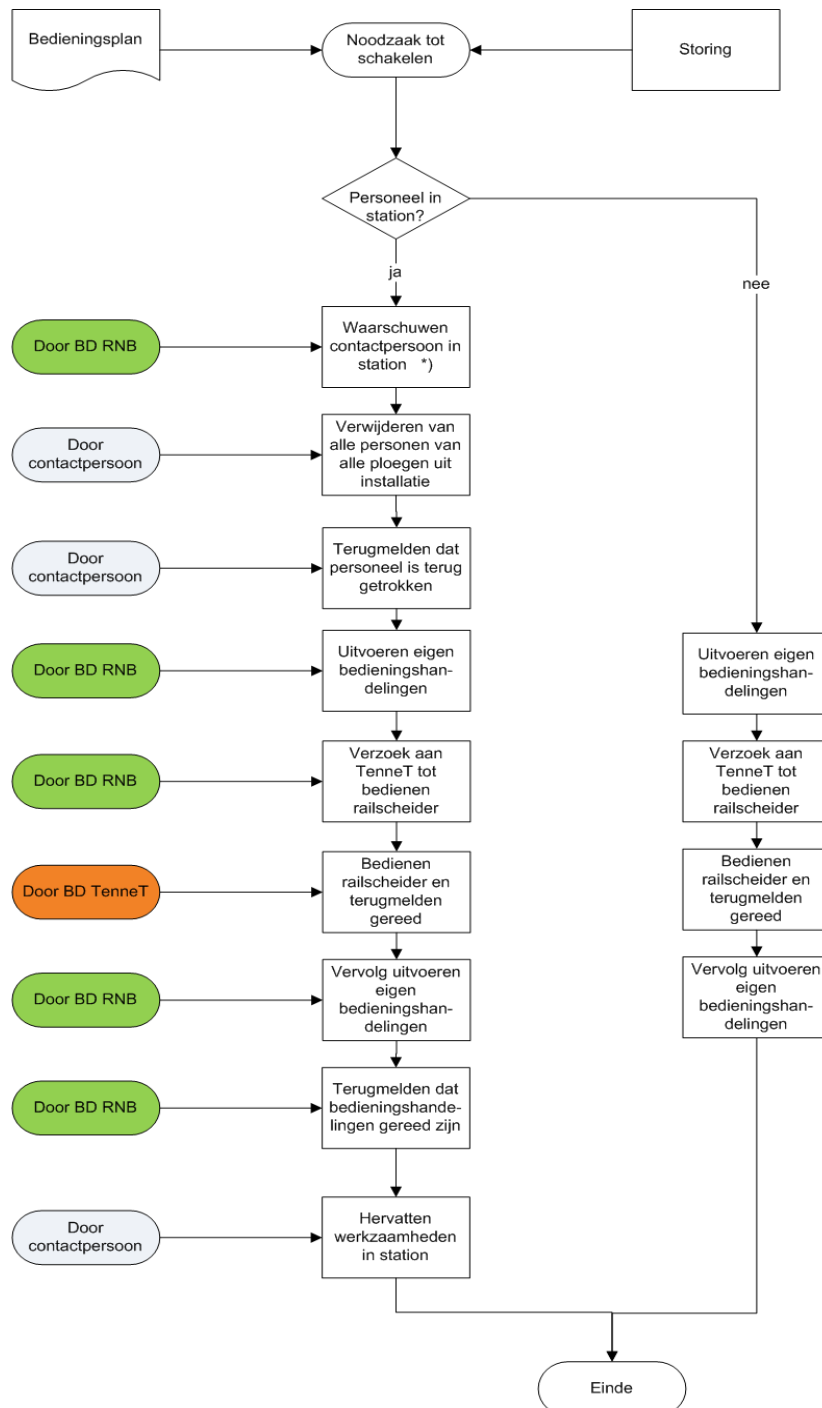 Bedieningsplan
Noodzaak tot
schakelen
Storing
Personeel in
station?
ja
nee
Door BD RNB
Waarschuwen
contactpersoon in
station *)
Door
contactpersoon
Verwijderen van
alle personen van
alle ploegen uit
installatie
Door
contactpersoon
Terugmelden dat
personeel is terug
getrokken
Door BD RNB
Uitvoeren eigen
bedieningshan-
delingen
Uitvoeren eigen
bedieningshan-
delingen
Door BD RNB
Verzoek aan
TenneT tot
bedienen
railscheider
Verzoek aan
TenneT tot
bedienen
railscheider
Door BD TenneT
Bedienen
railscheider en
terugmelden
gereed
Bedienen
railscheider en
terugmelden
gereed
Door BD RNB
Vervolg uitvoeren
eigen
bedieningshan-
delingen
Vervolg uitvoeren
eigen
bedieningshan-
delingen
Door BD RNB
Terugmelden dat
bedieningshande-
lingen gereed zijn
Door
contactpersoon
Hervatten
werkzaamheden
in station
Einde